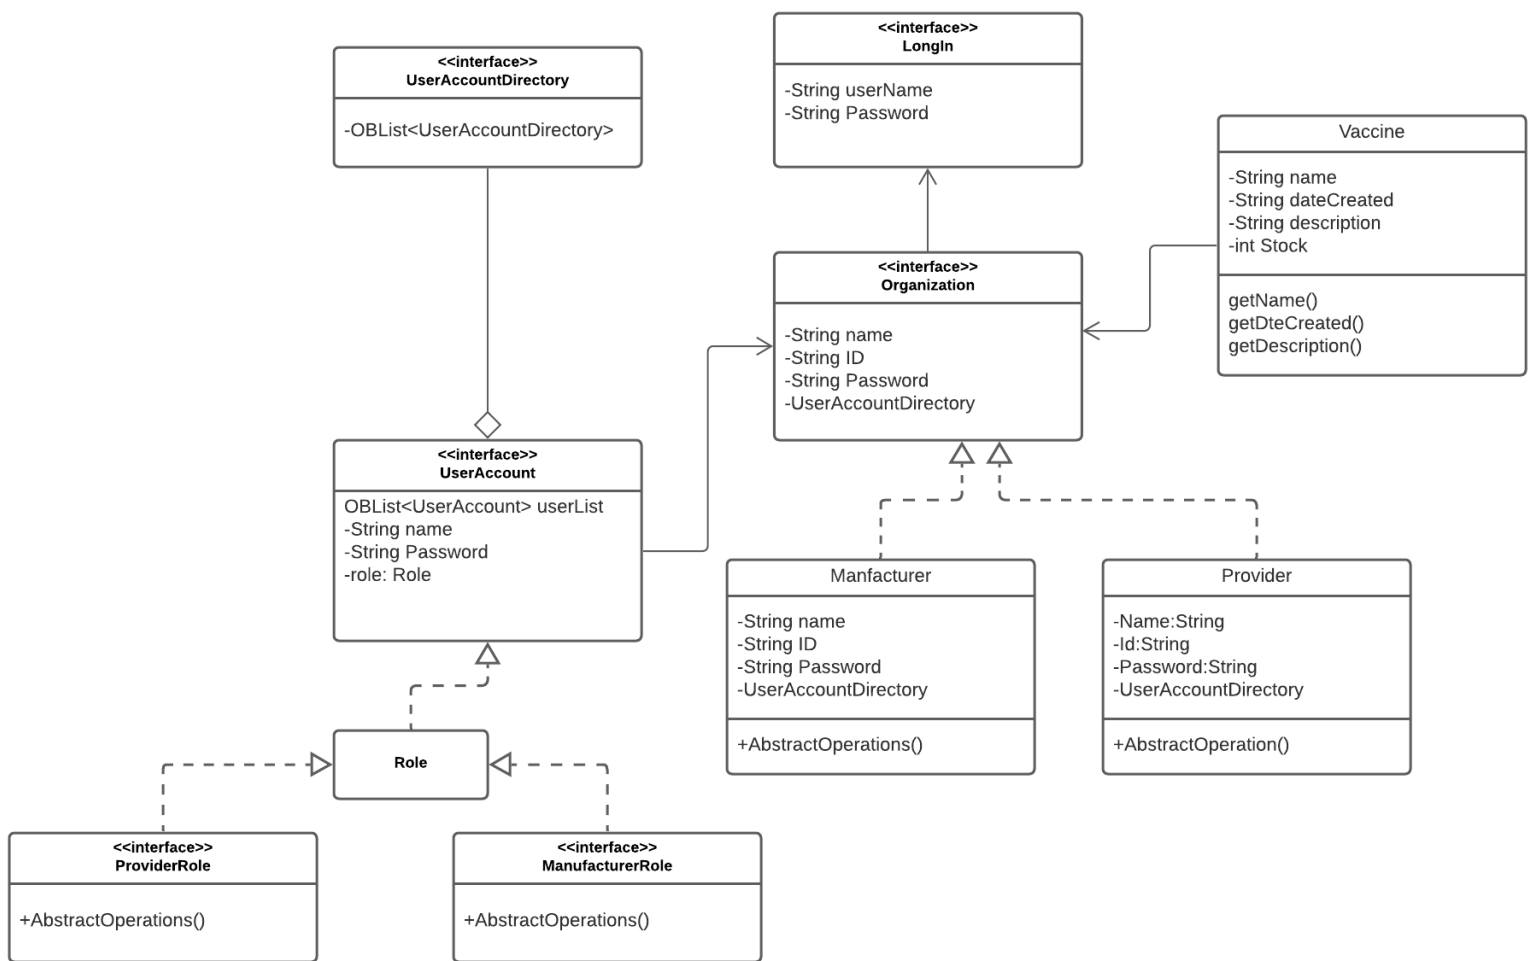 <<interface>>
UserAccountDirectory
-OBList<UserAccountDirectory>
<<interface>>
LongIn
-String userName
-String Password
Vaccine
-String name
-String dateCreated
-String description
-int Stock
getName()
getDteCreated()
getDescription()
<<interface>>
Organization
-String name
-String ID
-String Password
-UserAccountDirectory
<<interface>>
UserAccount
OBList<UserAccount> userList
-String name
-String Password
-role: Role
Manfacturer
-String name
-String ID
-String Password
-UserAccountDirectory
+AbstractOperations()
Provider
-Name:String
-Id:String
-Password:String
-UserAccountDirectory
+AbstractOperation()
Role
<<interface>>
ProviderRole
+AbstractOperations()
<<interface>>
ManufacturerRole
+AbstractOperations()